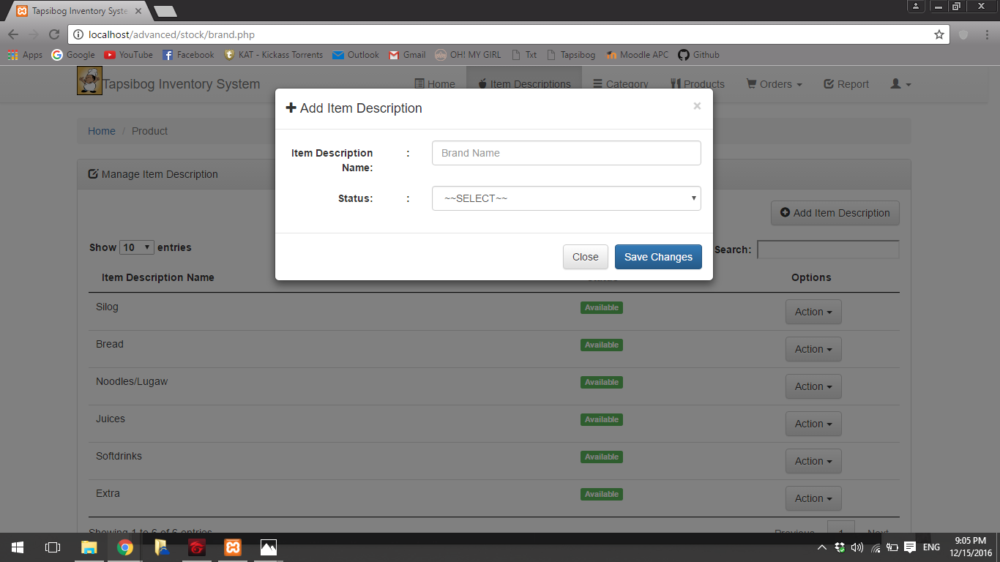 Tapsibog Inventory Syste
localhost/advanced/stock/brand.php
Apps Google YouTube Facebook KAT - Kickass Torrents Outlook Gmail OH! MY GIRL Txt Tapsibog Moodle APC Github
Tapsibog Inventory System Home Item Descriptions Category Products Orders Report
Add Item Description ×
Home / Product
Item Description : Brand Name
Name:
Manage Item Description
Status: : ~~SELECT~~
Add Item Description
Show 10 entries Search:
Close Save Changes
Item Description Name Options
Silog Available Action
Bread Available Action
Noodles/Lugaw Available Action
Juices Available Action
Softdrinks Available Action
Extra Available Action
Showing 1 to 6 of 6 entries Previous 1 Next
ENG 9:05 PM
12/15/2016